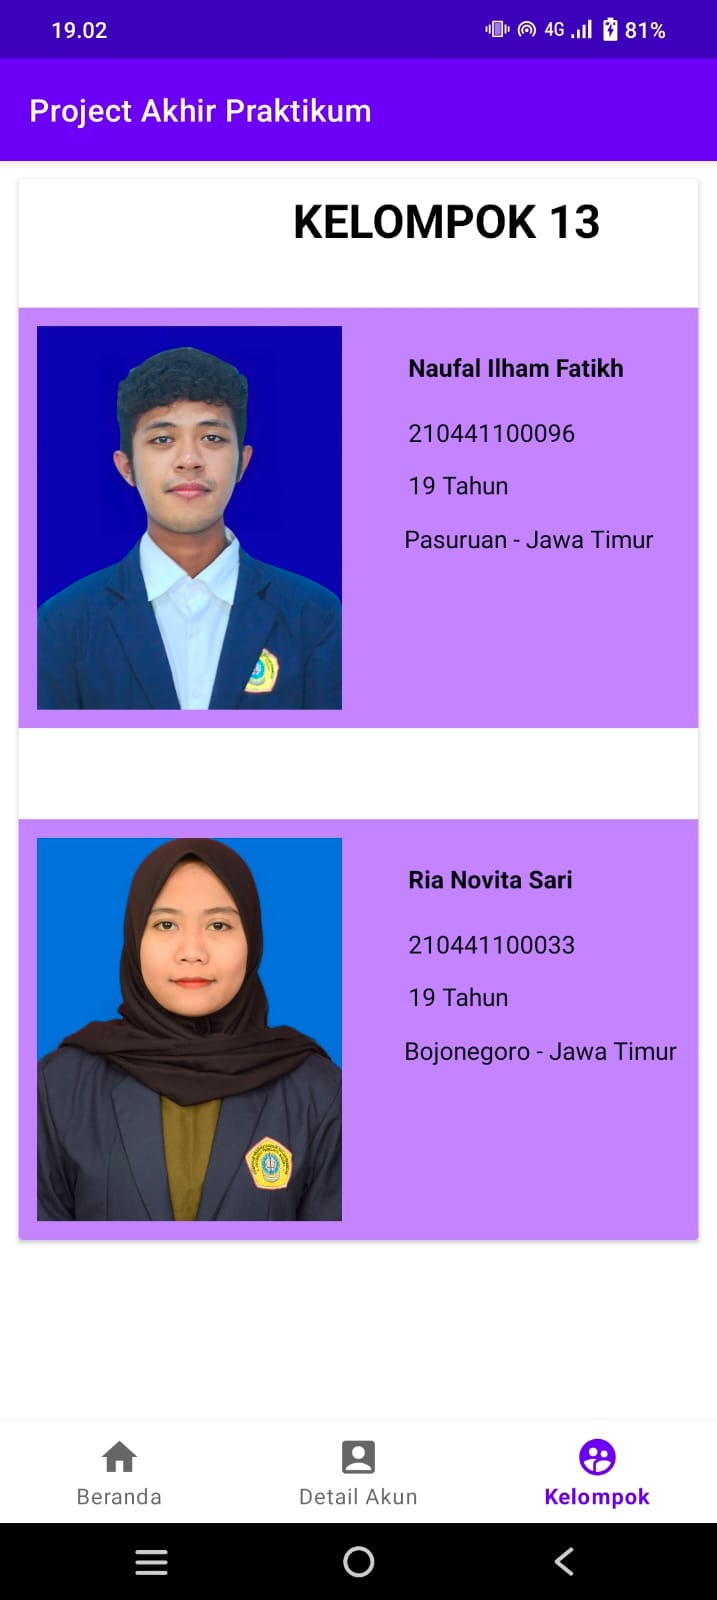 19.02
4G 81%
Project Akhir Praktikum
KELOMPOK 13
Naufal Ilham Fatikh
210441100096
19 Tahun
Pasuruan - Jawa Timur
Ria Novita Sari
210441100033
19 Tahun
Bojonegoro - Jawa Timur
Beranda
Detail Akun
Kelompok